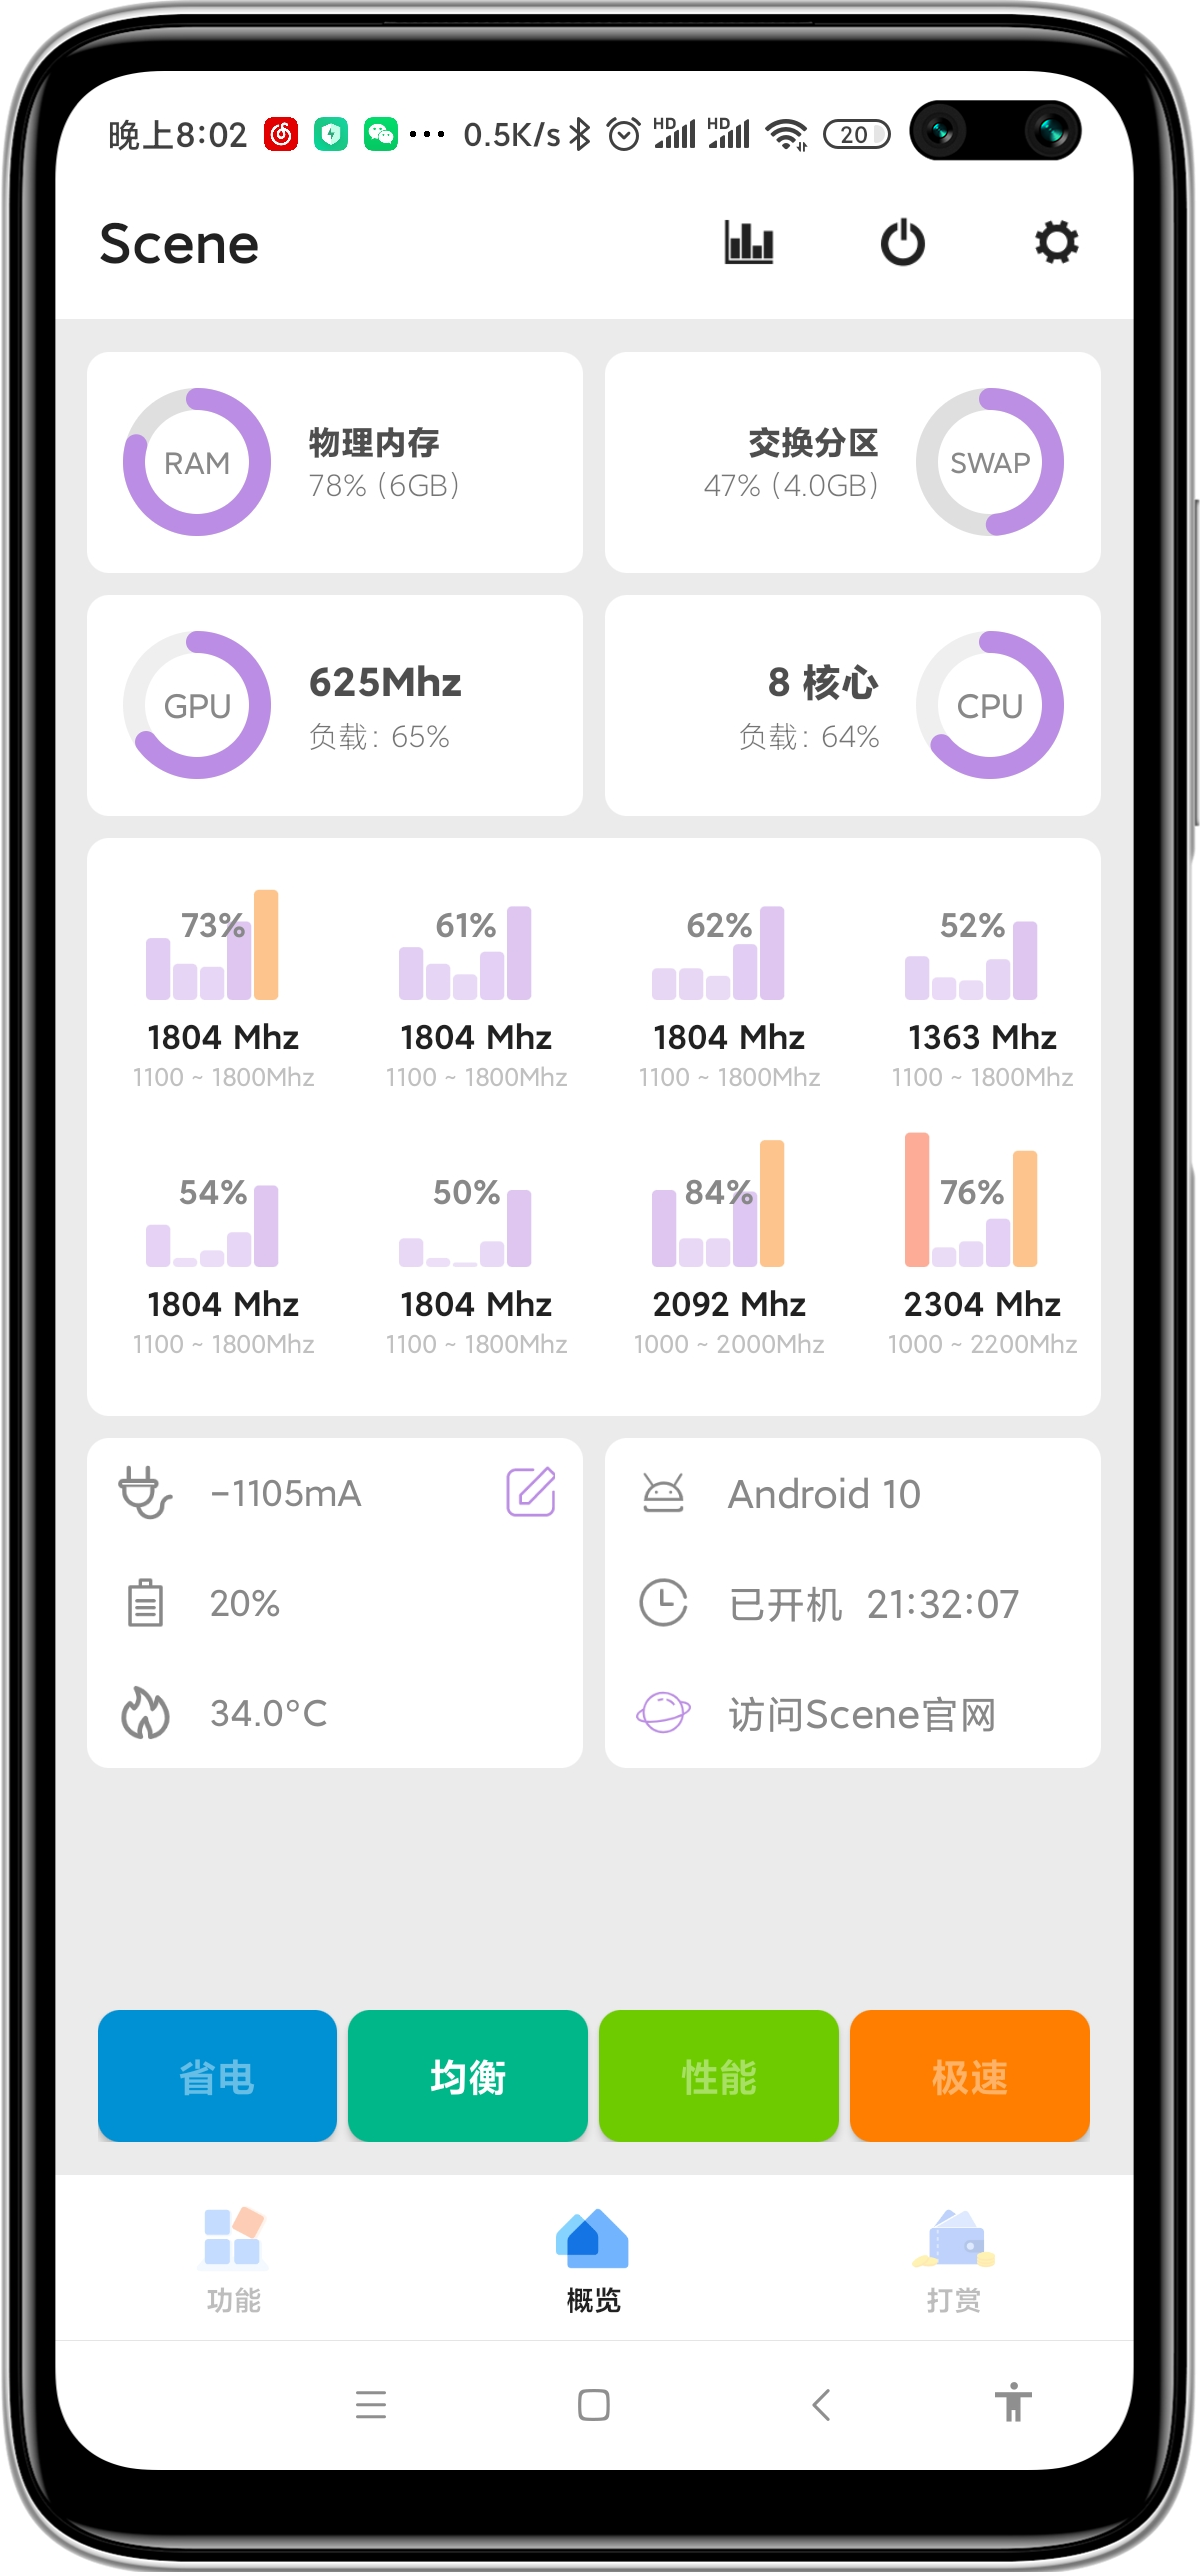 晚上8:02 ... 0.5K/s HD HD 20
Scene
RAM 物理内存
78% (6GB)
交换分区 SWAP
47% (4.0GB)
GPU 625Mhz
负载: 65%
8 核心 CPU
负载: 64%
73% 61% 62% 52%
1804 Mhz 1804 Mhz 1804 Mhz 1363 Mhz
1100 ~ 1800Mhz 1100 ~ 1800Mhz 1100 ~ 1800Mhz 1100 ~ 1800Mhz
54% 50% 84% 76%
1804 Mhz 1804 Mhz 2092 Mhz 2304 Mhz
1100 ~ 1800Mhz 1100 ~ 1800Mhz 1000 ~ 2000Mhz 1000 ~ 2200Mhz
-1105mA
20%
34.0°C
Android 10
已开机 21:32:07
访问Scene官网
省电 均衡 性能 极速
功能 概览 打赏